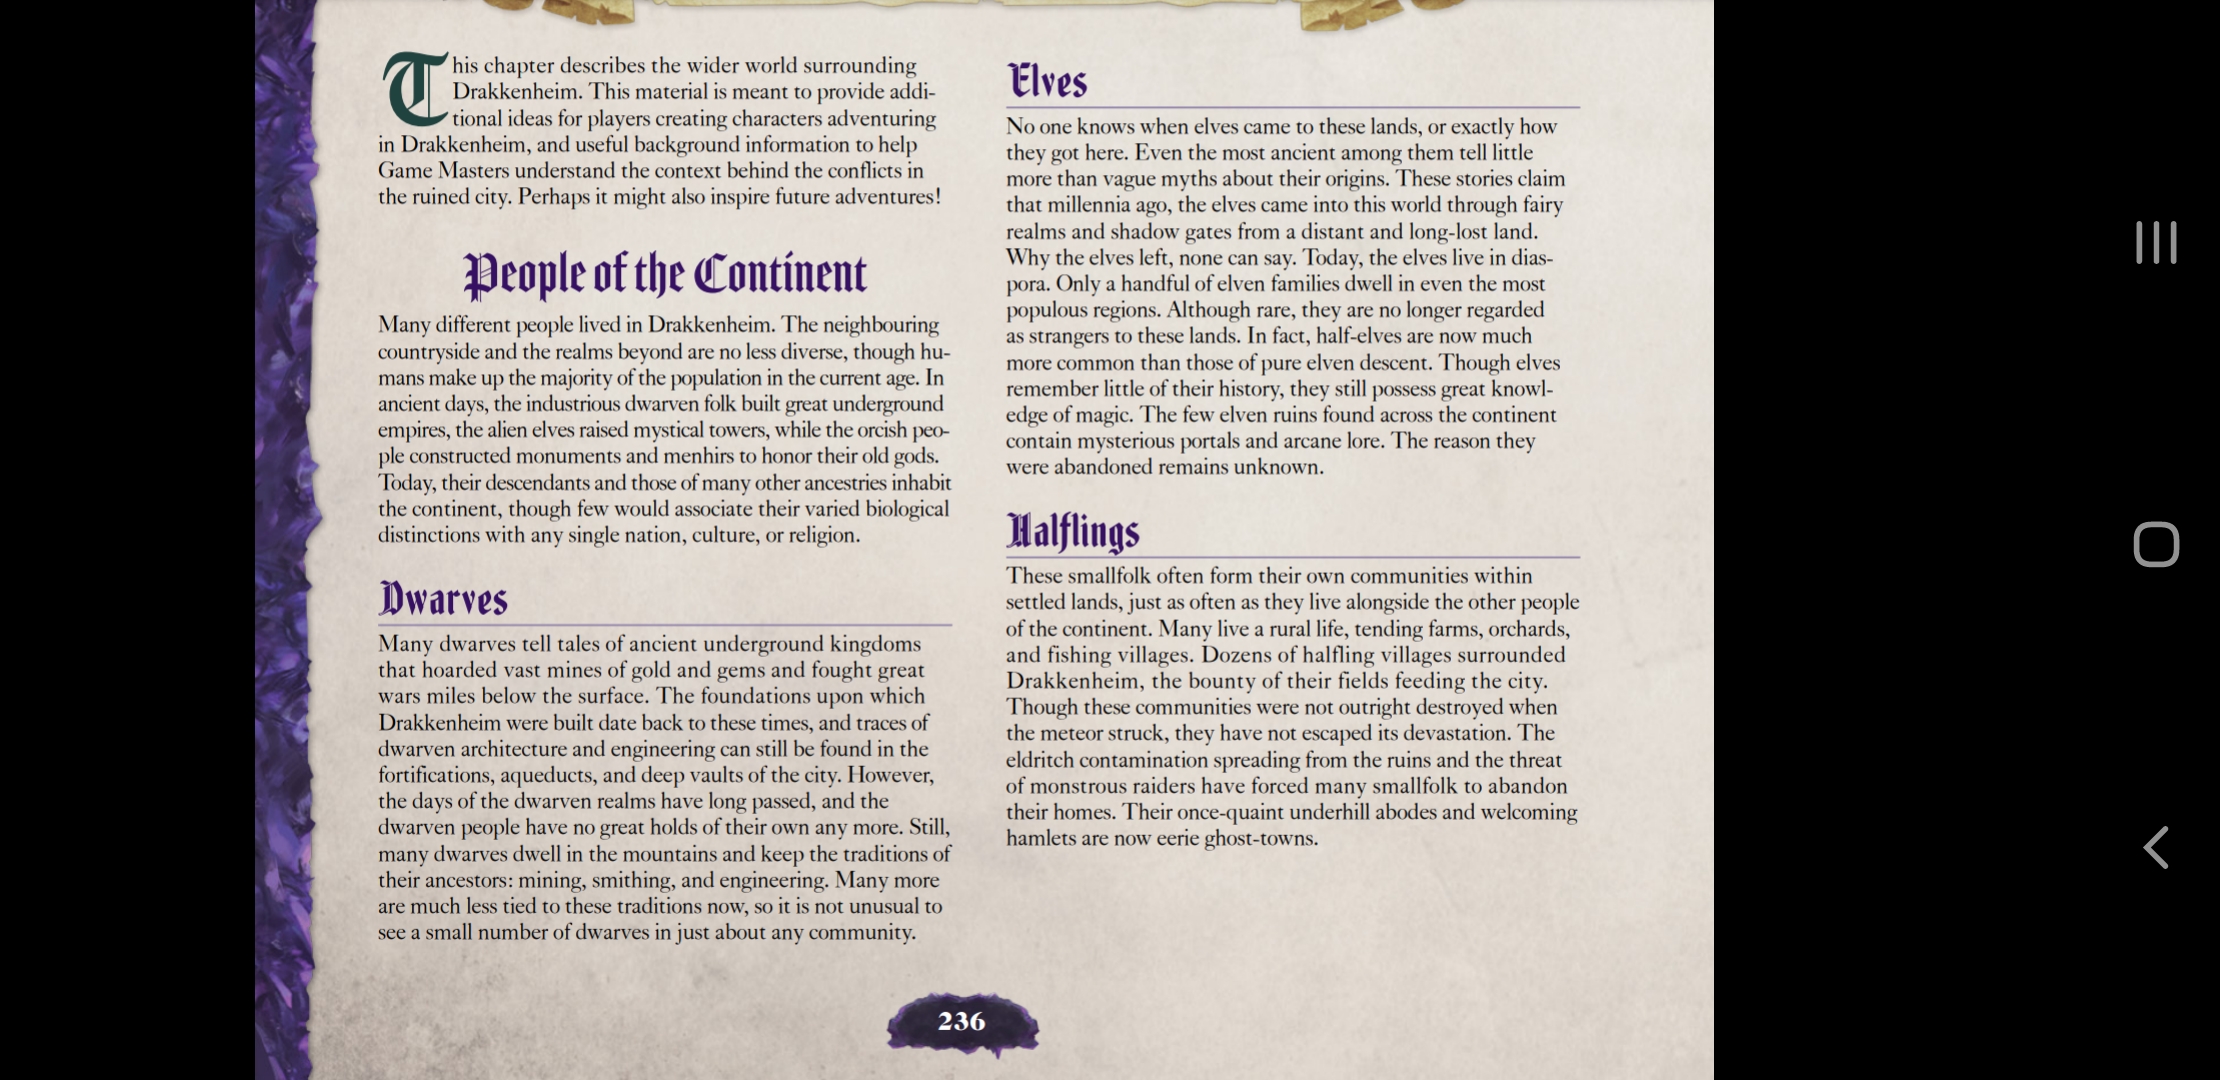 This chapter describes the wider world surrounding
Drakkenheim. This material is meant to provide addi-
tional ideas for players creating characters adventuring
in Drakkenheim, and useful background information to help
Game Masters understand the context behind the conflicts in
the ruined city. Perhaps it might also inspire future adventures!
People of the Continent
Many different people lived in Drakkenheim. The neighbouring
countryside and the realms beyond are no less diverse, though hu-
mans make up the majority of the population in the current age. In
ancient days, the industrious dwarven folk built great underground
empires, the alien elves raised mystical towers, while the orcish peo-
ple constructed monuments and menhirs to honor their old gods.
Today, their descendants and those of many other ancestries inhabit
the continent, though few would associate their varied biological
distinctions with any single nation, culture, or religion.
Dwarves
Many dwarves tell tales of ancient underground kingdoms
that hoarded vast mines of gold and gems and fought great
wars miles below the surface. The foundations upon which
Drakkenheim were built date back to these times, and traces of
dwarven architecture and engineering can still be found in the
fortifications, aqueducts, and deep vaults of the city. However,
the days of the dwarven realms have long passed, and the
dwarven people have no great holds of their own any more. Still,
many dwarves dwell in the mountains and keep the traditions of
their ancestors: mining, smithing, and engineering. Many more
are much less tied to these traditions now, so it is not unusual to
see a small number of dwarves in just about any community.
Elves
No one knows when elves came to these lands, or exactly how
they got here. Even the most ancient among them tell little
more than vague myths about their origins. These stories claim
that millennia ago, the elves came into this world through fairy
realms and shadow gates from a distant and long-lost land.
Why the elves left, none can say. Today, the elves live in dias-
pora. Only a handful of elven families dwell in even the most
populous regions. Although rare, they are no longer regarded
as strangers to these lands. In fact, half-elves are now much
more common than those of pure elven descent. Though elves
remember little of their history, they still possess great knowl-
edge of magic. The few elven ruins found across the continent
contain mysterious portals and arcane lore. The reason they
were abandoned remains unknown.
Halflings
These smallfolk often form their own communities within
settled lands, just as often as they live alongside the other people
of the continent. Many live a rural life, tending farms, orchards,
and fishing villages. Dozens of halfling villages surrounded
Drakkenheim, the bounty of their fields feeding the city.
Though these communities were not outright destroyed when
the meteor struck, they have not escaped its devastation. The
eldritch contamination spreading from the ruins and the threat
of monstrous raiders have forced many smallfolk to abandon
their homes. Their once-quaint underhill abodes and welcoming
hamlets are now eerie ghost-towns.
236